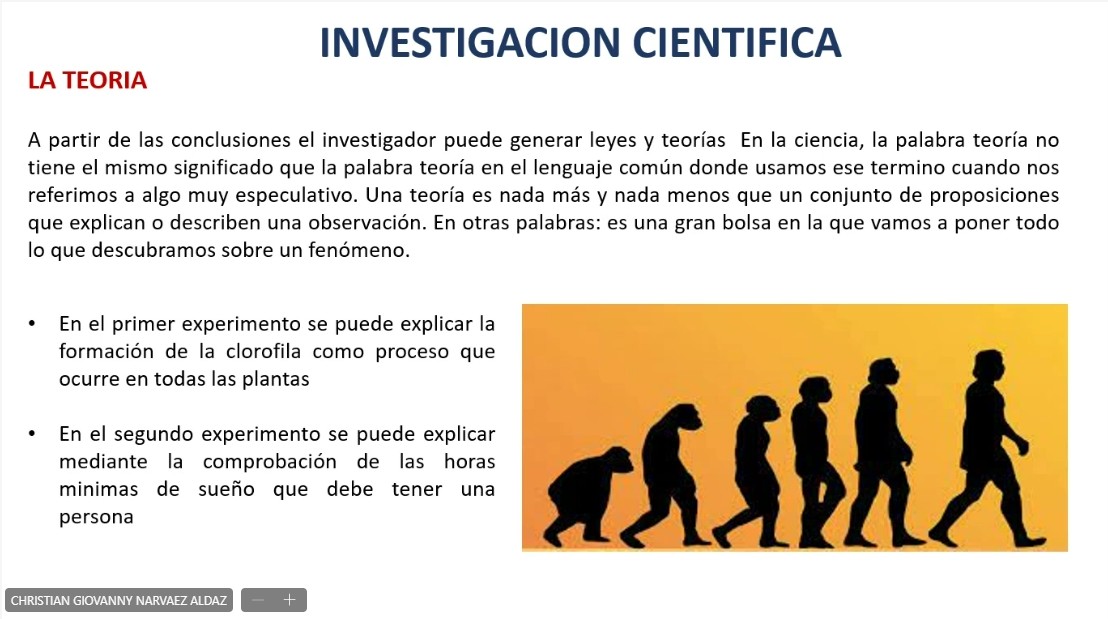 INVESTIGACION CIENTIFICA
LA TEORIA
A partir de las conclusiones el investigador puede generar leyes y teorías En la ciencia, la palabra teoría no
tiene el mismo significado que la palabra teoría en el lenguaje común donde usamos ese termino cuando nos
referimos a algo muy especulativo. Una teoría es nada más y nada menos que un conjunto de proposiciones
que explican o describen una observación. En otras palabras: es una gran bolsa en la que vamos a poner todo
lo que descubramos sobre un fenómeno.
• En el primer experimento se puede explicar la
formación de la clorofila como proceso que
ocurre en todas las plantas
• En el segundo experimento se puede explicar
mediante la comprobación de las horas
minimas de sueño que debe tener una
persona
CHRISTIAN GIOVANNY NARVAEZ ALDAZ